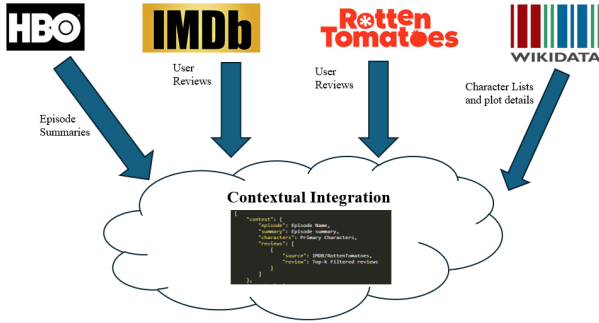 HBO
IMDb
Rotten
Tomatoes
WIKIDATA
User
Reviews
User
Reviews
Character Lists
and plot details
Episode
Summaries
Contextual Integration
{
"context": {
"episode": Episode Name,
"summary": Episode summary,
"characters": Primary Characters,
"reviews": [
{
"source": IMDB/RottenTomatoes,
"review": Top-k Filtered reviews
}
]
},